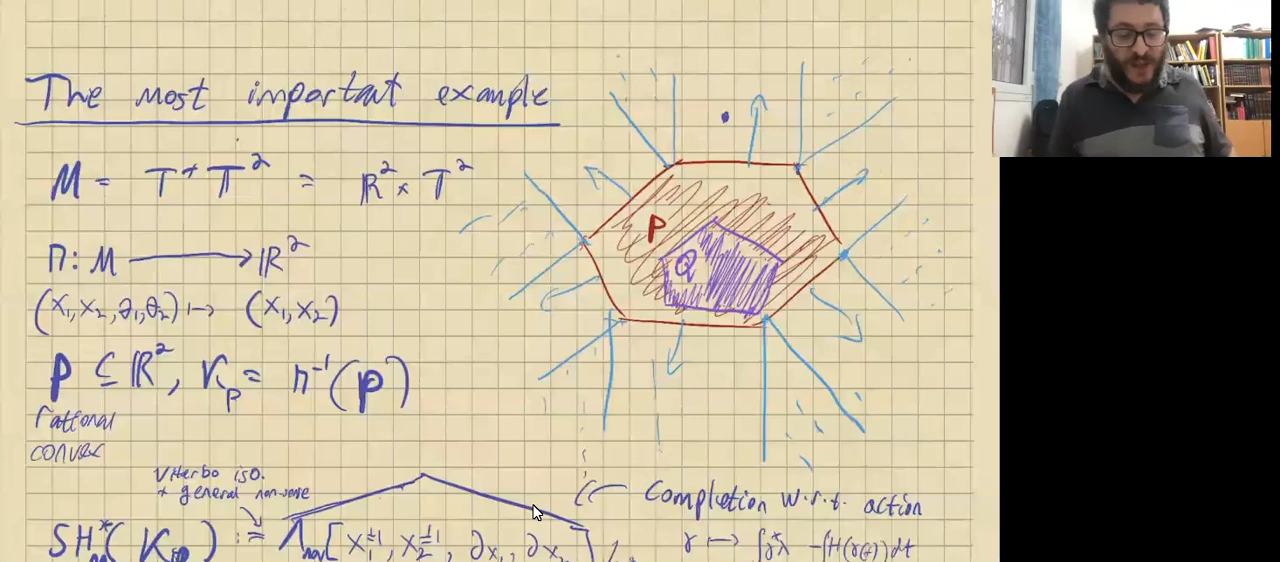 The most important example
M = T* T² = R² × T²
π: M ⟶ R²
(x₁, x₂, θ₁, θ₂) ↦ (x₁, x₂)
P ⊆ R², K_P = π⁻¹(P)
rational
convex
P
Q
Viterbo iso.
+ general nonsense
SH*_M(K_P) := Λ_nov[x₁^±1, x₂^±1, ∂x₁, ∂x₂]
Completion w.r.t. action
γ ↦ ∫γ*λ - ∫H(γ(t))dt